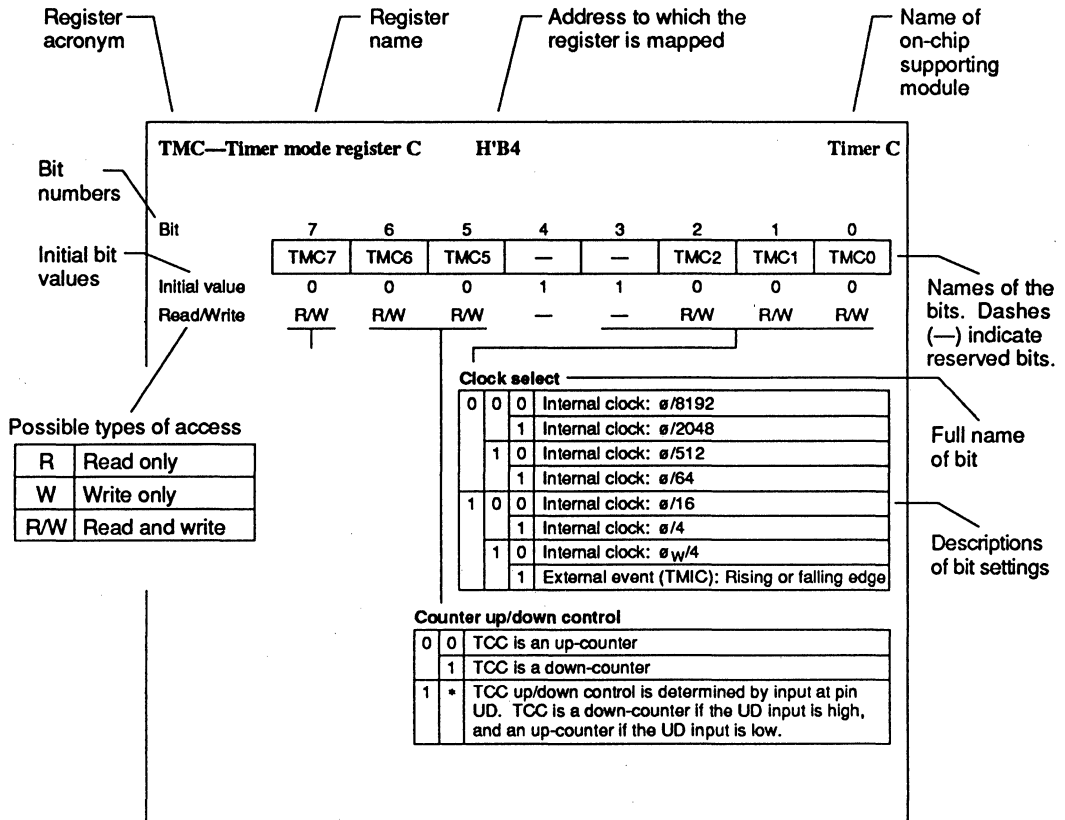 Register acronym
Register name
Address to which the register is mapped
Name of on-chip supporting module
TMC—Timer mode register C H'B4 Timer C
Bit numbers
Bit 7 6 5 4 3 2 1 0
Initial bit values
TMC7 TMC6 TMC5 — — TMC2 TMC1 TMC0
Initial value 0 0 0 1 1 0 0 0
Read/Write R/W R/W R/W — — R/W R/W R/W
Names of the bits. Dashes (—) indicate reserved bits.
Possible types of access
R Read only
W Write only
R/W Read and write
Clock select
0 0 0 Internal clock: ø/8192
1 Internal clock: ø/2048
1 0 Internal clock: ø/512
1 Internal clock: ø/64
1 0 0 Internal clock: ø/16
1 Internal clock: ø/4
1 0 Internal clock: øW/4
1 External event (TMIC): Rising or falling edge
Full name of bit
Descriptions of bit settings
Counter up/down control
0 0 TCC is an up-counter
1 TCC is a down-counter
1 * TCC up/down control is determined by input at pin
UD. TCC is a down-counter if the UD input is high,
and an up-counter if the UD input is low.